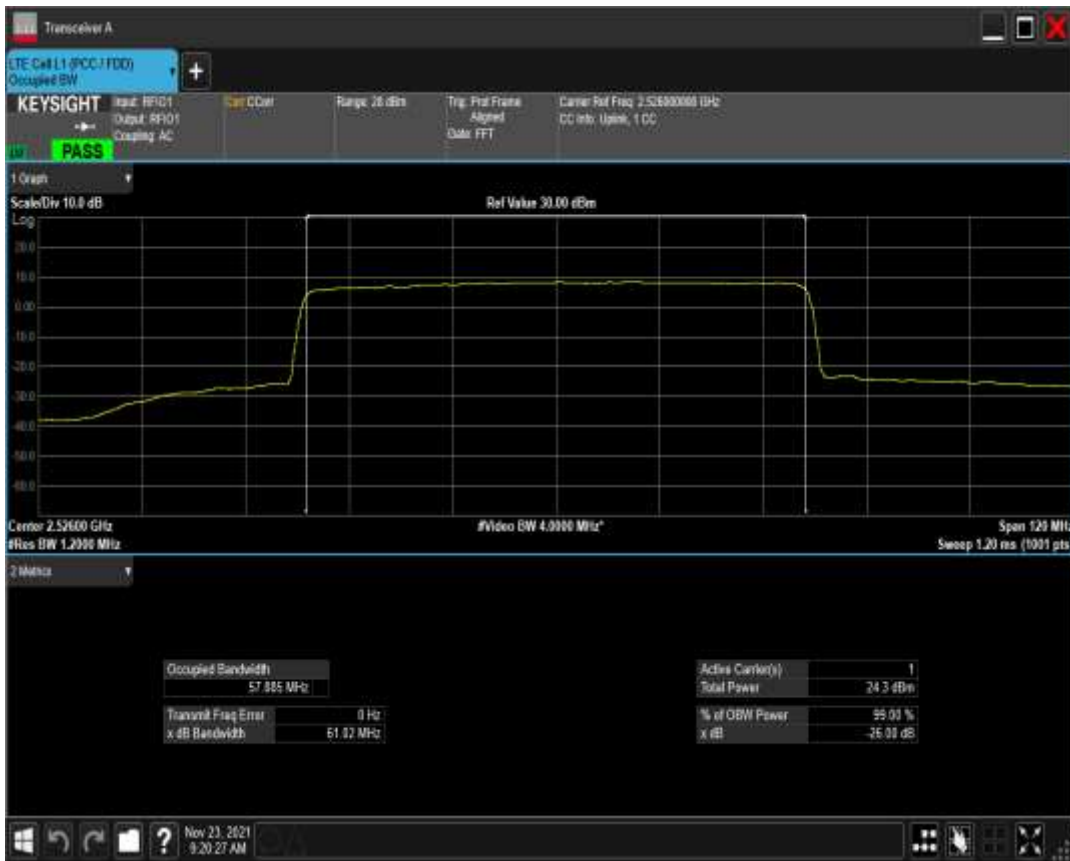 Transceiver A
LTE Cell L1 (PCC / FDD)
Occupied BW
+
KEYSIGHT
Input: RFIO1
Output: RFIO1
Coupling: AC
PASS
Corr CCorr
Range: 28 dBm
Trig: Prot Frame
Aligned
Gate: FFT
Carrier Ref Freq: 2.526000000 GHz
CC Info: Uplink, 1 CC
1 Graph
Scale/Div 10.0 dB
Ref Value 30.00 dBm
Log
20.0
10.0
0.00
-10.0
-20.0
-30.0
-40.0
-50.0
-60.0
Center 2.52600 GHz
#Video BW 4.0000 MHz*
Span 120 MHz
#Res BW 1.2000 MHz
Sweep 1.20 ms (1001 pts
2 Metrics
Occupied Bandwidth
57.885 MHz
Transmit Freq Error 0 Hz
x dB Bandwidth 61.02 MHz
Active Carrier(s) 1
Total Power 24.3 dBm
% of OBW Power 99.00 %
x dB -26.00 dB
?
Nov 23, 2021
9:20:27 AM